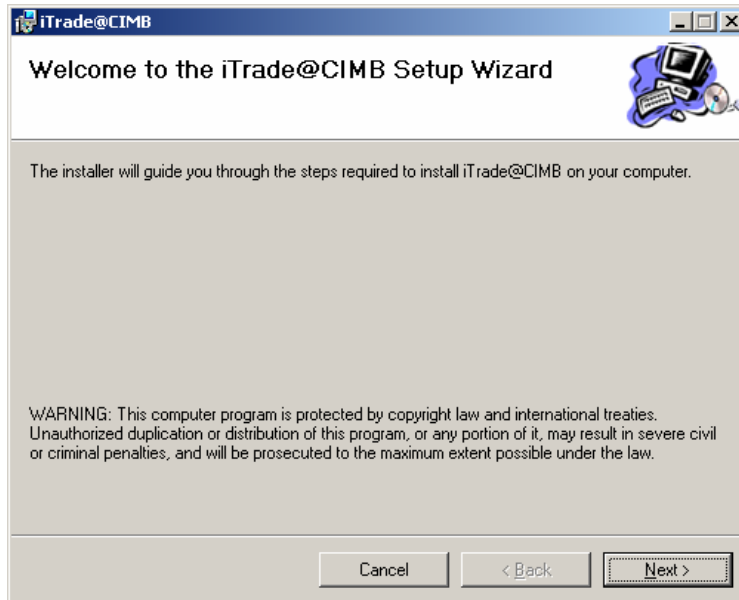 iTrade@CIMB
Welcome to the iTrade@CIMB Setup Wizard
The installer will guide you through the steps required to install iTrade@CIMB on your computer.
WARNING: This computer program is protected by copyright law and international treaties.
Unauthorized duplication or distribution of this program, or any portion of it, may result in severe civil
or criminal penalties, and will be prosecuted to the maximum extent possible under the law.
Cancel < Back Next >